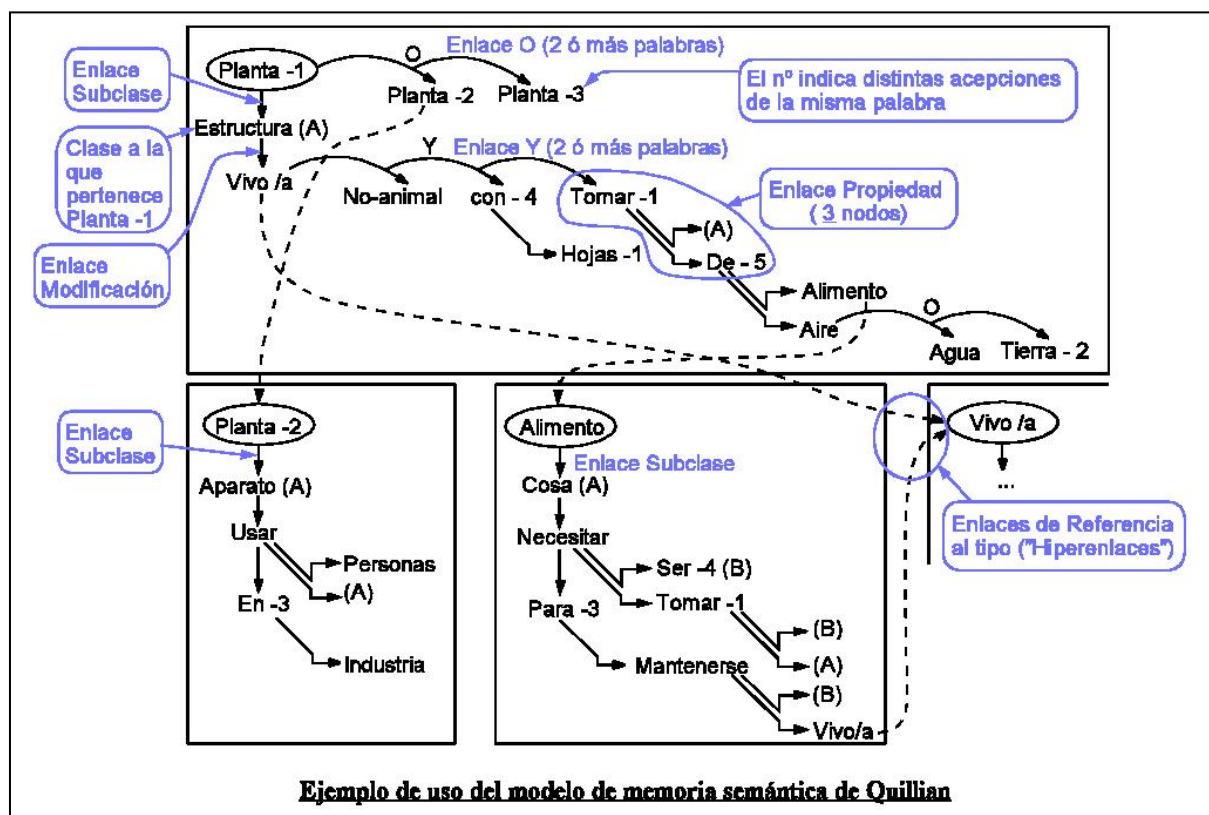 Planta -1
O
Enlace O (2 ó más palabras)
Enlace
Subclase
Planta -2
Planta -3
El nº indica distintas acepciones
de la misma palabra
Estructura (A)
Clase a la
que
pertenece
Planta -1
Vivo /a
Y
Enlace Y (2 ó más palabras)
No-animal
con - 4
Tomar -1
Enlace Propiedad
( 3 nodos)
(A)
Hojas -1
De - 5
Enlace
Modificación
Alimento
Aire
O
Agua
Tierra - 2
Planta -2
Enlace
Subclase
Aparato (A)
Usar
Personas
(A)
En -3
Industria
Alimento
Enlace Subclase
Cosa (A)
Necesitar
Ser -4 (B)
Para -3
Tomar -1
(B)
(A)
Mantenerse
(B)
Vivo/a
Vivo /a
...
Enlaces de Referencia
al tipo ("Hiperenlaces")
Ejemplo de uso del modelo de memoria semántica de Quillian